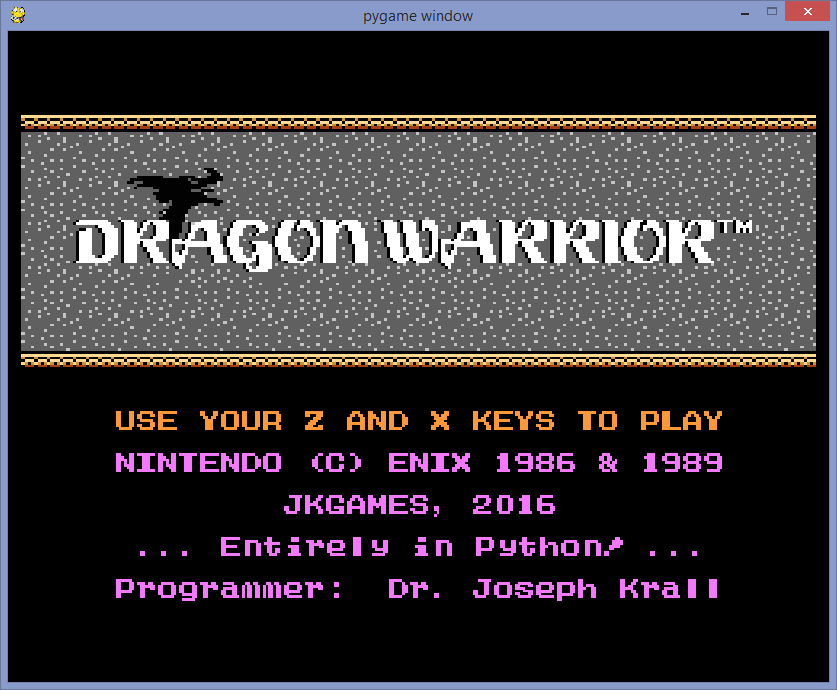 pygame window
DRAGON WARRIOR™
USE YOUR Z AND X KEYS TO PLAY
NINTENDO (C) ENIX 1986 & 1989
JKGAMES, 2016
... Entirely in Python! ...
Programmer: Dr. Joseph Krall